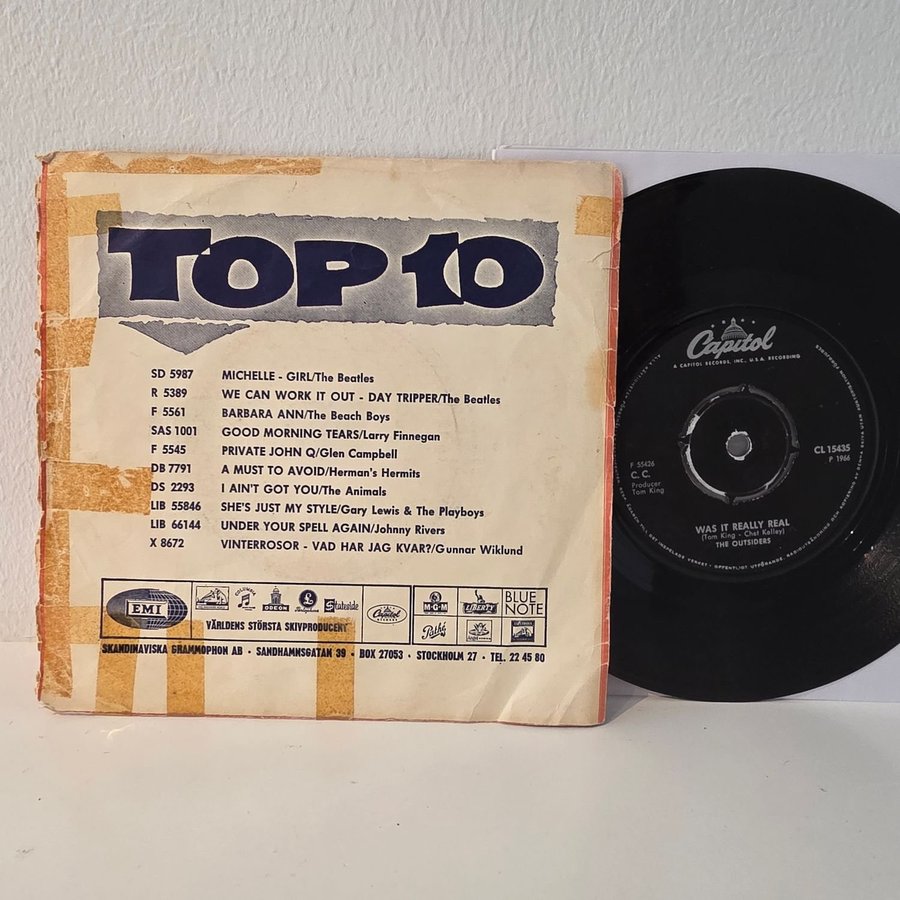 TOP 10
SD 5987 MICHELLE - GIRL/The Beatles
R 5389 WE CAN WORK IT OUT - DAY TRIPPER/The Beatles
F 5561 BARBARA ANN/The Beach Boys
SAS 1001 GOOD MORNING TEARS/Larry Finnegan
F 5545 PRIVATE JOHN Q/Glen Campbell
DB 7791 A MUST TO AVOID/Herman's Hermits
DS 2293 I AIN'T GOT YOU/The Animals
LIB 55846 SHE'S JUST MY STYLE/Gary Lewis & The Playboys
LIB 66144 UNDER YOUR SPELL AGAIN/Johnny Rivers
X 8672 VINTERROSOR - VAD HAR JAG KVAR?/Gunnar Wiklund
EMI
COLUMBIA ODEON Parlophone Stateside
Capitol
M-G-M LIBERTY BLUE NOTE
Pathé
VÄRLDENS STÖRSTA SKIVPRODUCENT
SKANDINAVISKA GRAMMOPHON AB · SANDHAMNSGATAN 39 · BOX 27053 · STOCKHOLM 27 · TEL. 22 45 80
Capitol
A CAPITOL RECORDS, INC., U.S.A. RECORDING
CL 15435
P 1966
F 55426
C. C.
Producer
Tom King
WAS IT REALLY REAL
(Tom King - Chet Kelley)
THE OUTSIDERS